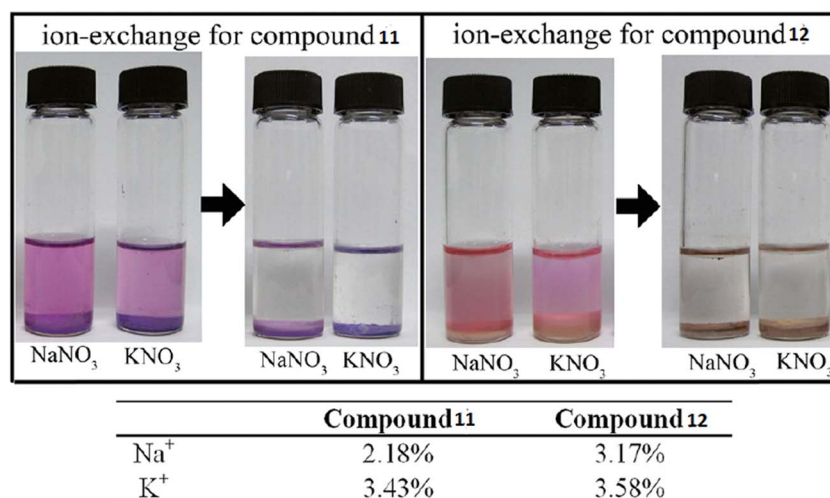 ion-exchange for compound 11
ion-exchange for compound 12
NaNO₃ KNO₃ NaNO₃ KNO₃ NaNO₃ KNO₃ NaNO₃ KNO₃
Compound 11 Compound 12
Na⁺ 2.18% 3.17%
K⁺ 3.43% 3.58%